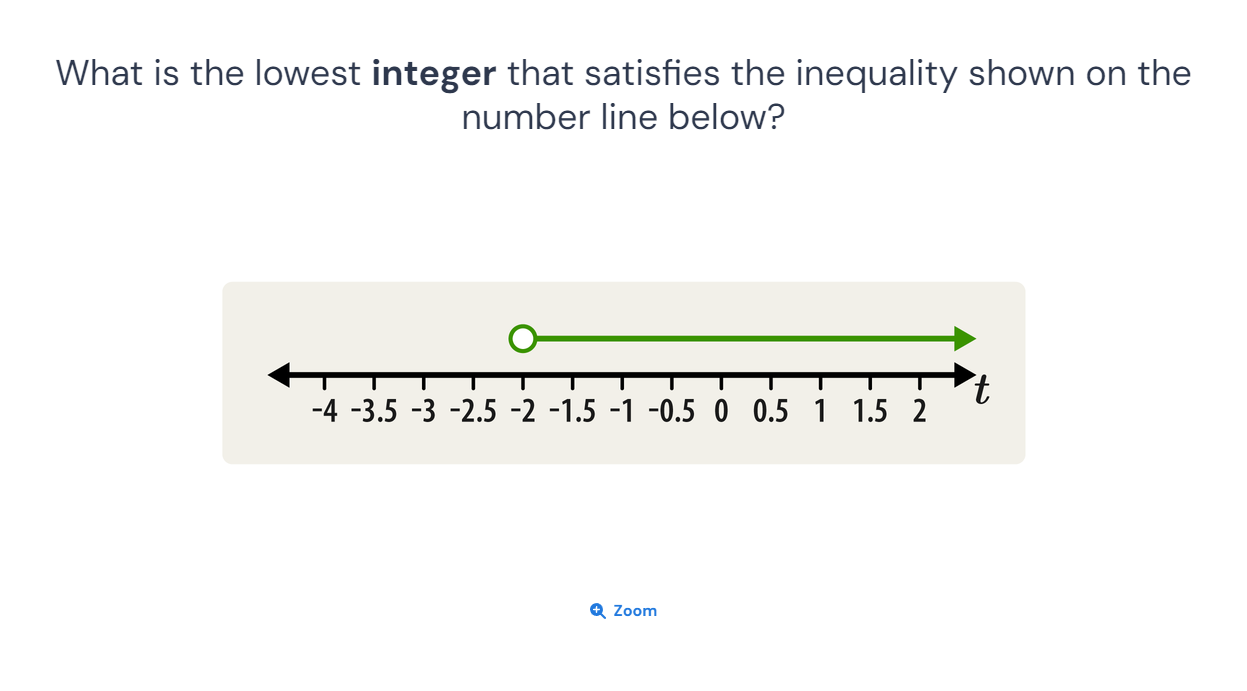 What is the lowest integer that satisfies the inequality shown on the
number line below?
-4 -3.5 -3 -2.5 -2 -1.5 -1 -0.5 0 0.5 1 1.5 2 t
Zoom